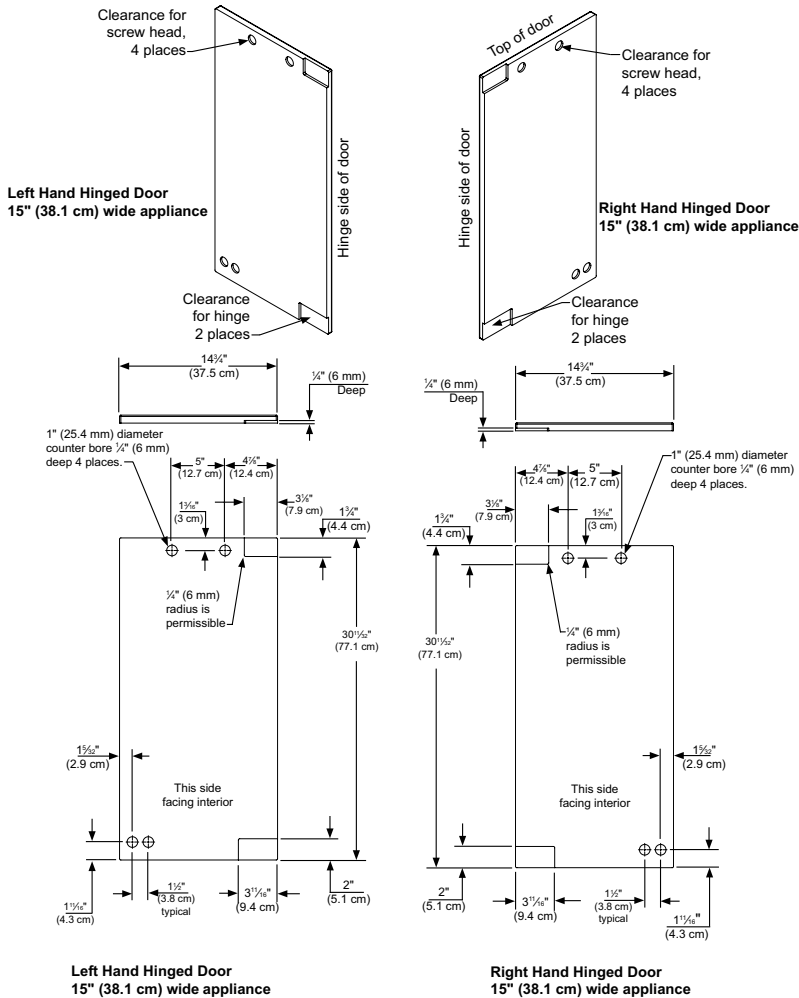 Clearance for
screw head,
4 places
Hinge side of door
Left Hand Hinged Door
15" (38.1 cm) wide appliance
Clearance
for hinge
2 places
Top of door
Clearance for
screw head,
4 places
Hinge side of door
Right Hand Hinged Door
15" (38.1 cm) wide appliance
Clearance
for hinge
2 places
14¾"
(37.5 cm)
¼" (6 mm)
Deep
1" (25.4 mm) diameter
counter bore ¼" (6 mm)
deep 4 places.
5"
(12.7 cm)
4⅞"
(12.4 cm)
1³⁄₁₆"
(3 cm)
3⅛"
(7.9 cm)
1¾"
(4.4 cm)
¼" (6 mm)
radius is
permissible
30¹¹⁄₃₂"
(77.1 cm)
1⁵⁄₃₂"
(2.9 cm)
This side
facing interior
1¹¹⁄₁₆"
(4.3 cm)
1½"
(3.8 cm)
typical
3¹¹⁄₁₆"
(9.4 cm)
2"
(5.1 cm)
Left Hand Hinged Door
15" (38.1 cm) wide appliance
14¾"
(37.5 cm)
¼" (6 mm)
Deep
4⅞"
(12.4 cm)
5"
(12.7 cm)
1" (25.4 mm) diameter
counter bore ¼" (6 mm)
deep 4 places.
3⅛"
(7.9 cm)
1³⁄₁₆"
(3 cm)
1¾"
(4.4 cm)
¼" (6 mm)
radius is
permissible
30¹¹⁄₃₂"
(77.1 cm)
1⁵⁄₃₂"
(2.9 cm)
This side
facing interior
2"
(5.1 cm)
3¹¹⁄₁₆"
(9.4 cm)
1½"
(3.8 cm)
typical
1¹¹⁄₁₆"
(4.3 cm)
Right Hand Hinged Door
15" (38.1 cm) wide appliance